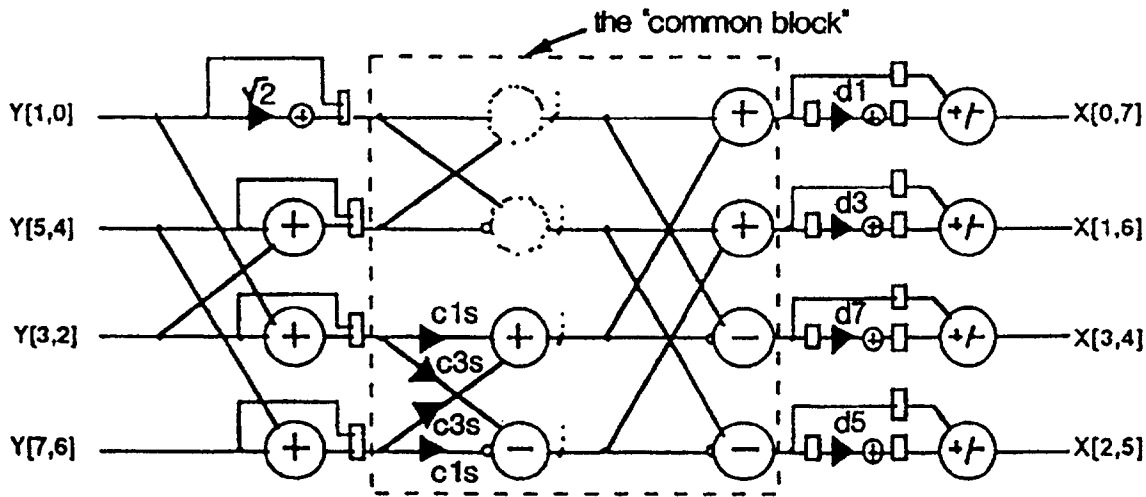 the "common block"
√2
d1
Y[1,0]
+
+
+/-
X[0,7]
d3
Y[5,4]
+
+
+
+/-
X[1,6]
c1s
d7
Y[3,2]
+
+
-
+
+/-
X[3,4]
c3s
c3s
d5
Y[7,6]
+
-
-
+
+/-
X[2,5]
c1s